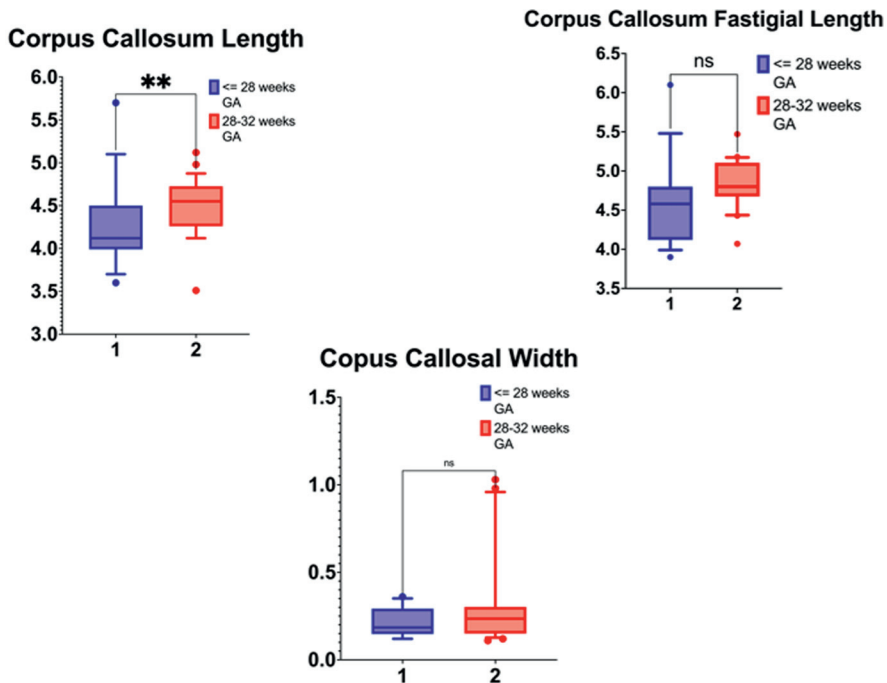 Corpus Callosum Length
**
<= 28 weeks
GA
28-32 weeks
GA
6.0
5.5
5.0
4.5
4.0
3.5
3.0
1 2
Corpus Callosum Fastigial Length
ns
<= 28 weeks
GA
28-32 weeks
GA
6.5
6.0
5.5
5.0
4.5
4.0
3.5
1 2
Copus Callosal Width
<= 28 weeks
GA
28-32 weeks
GA
ns
1.5
1.0
0.5
0.0
1 2